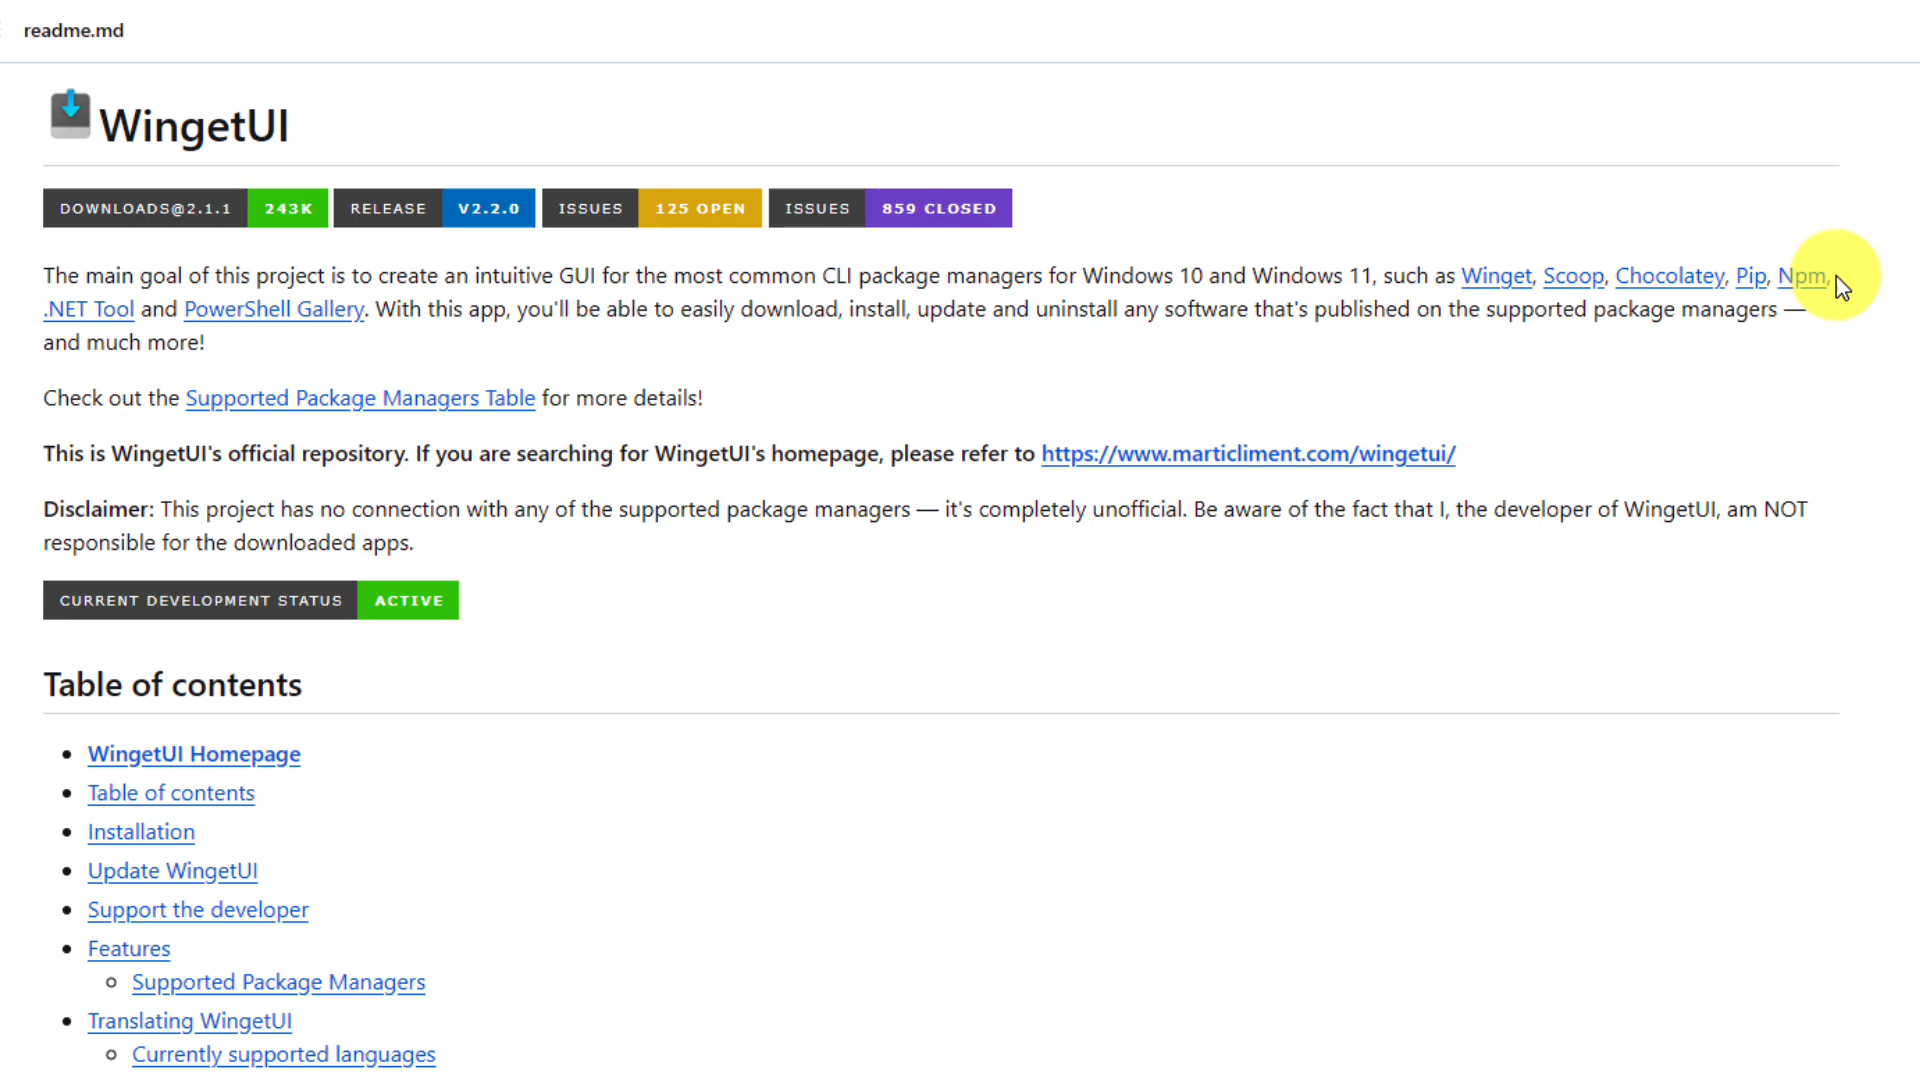 readme.md
WingetUI
DOWNLOADS@2.1.1 243K RELEASE V2.2.0 ISSUES 125 OPEN ISSUES 859 CLOSED
The main goal of this project is to create an intuitive GUI for the most common CLI package managers for Windows 10 and Windows 11, such as Winget, Scoop, Chocolatey, Pip, Npm,
.NET Tool and PowerShell Gallery. With this app, you'll be able to easily download, install, update and uninstall any software that's published on the supported package managers —
and much more!
Check out the Supported Package Managers Table for more details!
This is WingetUI's official repository. If you are searching for WingetUI's homepage, please refer to https://www.marticliment.com/wingetui/
Disclaimer: This project has no connection with any of the supported package managers — it's completely unofficial. Be aware of the fact that I, the developer of WingetUI, am NOT
responsible for the downloaded apps.
CURRENT DEVELOPMENT STATUS ACTIVE
Table of contents
• WingetUI Homepage
• Table of contents
• Installation
• Update WingetUI
• Support the developer
• Features
◦ Supported Package Managers
• Translating WingetUI
◦ Currently supported languages